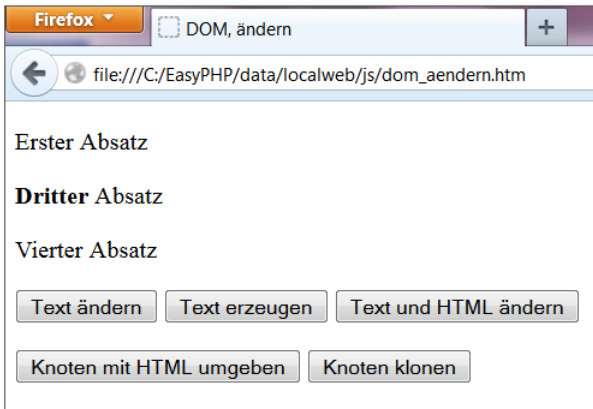 Firefox
DOM, ändern
+
file:///C:/EasyPHP/data/localweb/js/dom_aendern.htm
Erster Absatz
Dritter Absatz
Vierter Absatz
Text ändern Text erzeugen Text und HTML ändern
Knoten mit HTML umgeben Knoten klonen